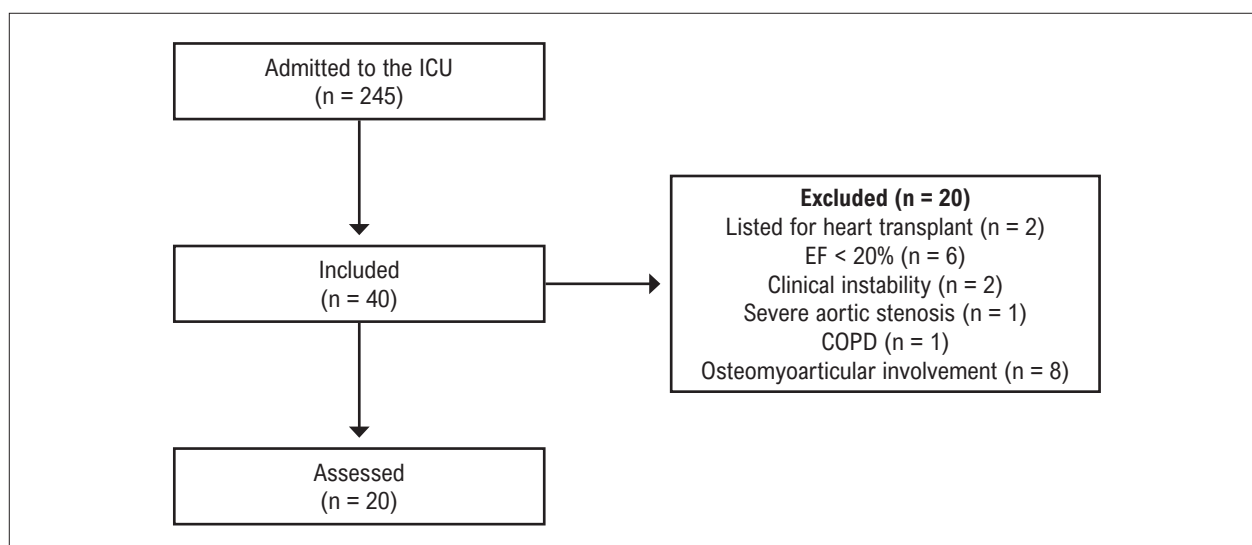 Admitted to the ICU
(n = 245)
Included
(n = 40)
Excluded (n = 20)
Listed for heart transplant (n = 2)
EF < 20% (n = 6)
Clinical instability (n = 2)
Severe aortic stenosis (n = 1)
COPD (n = 1)
Osteomyoarticular involvement (n = 8)
Assessed
(n = 20)